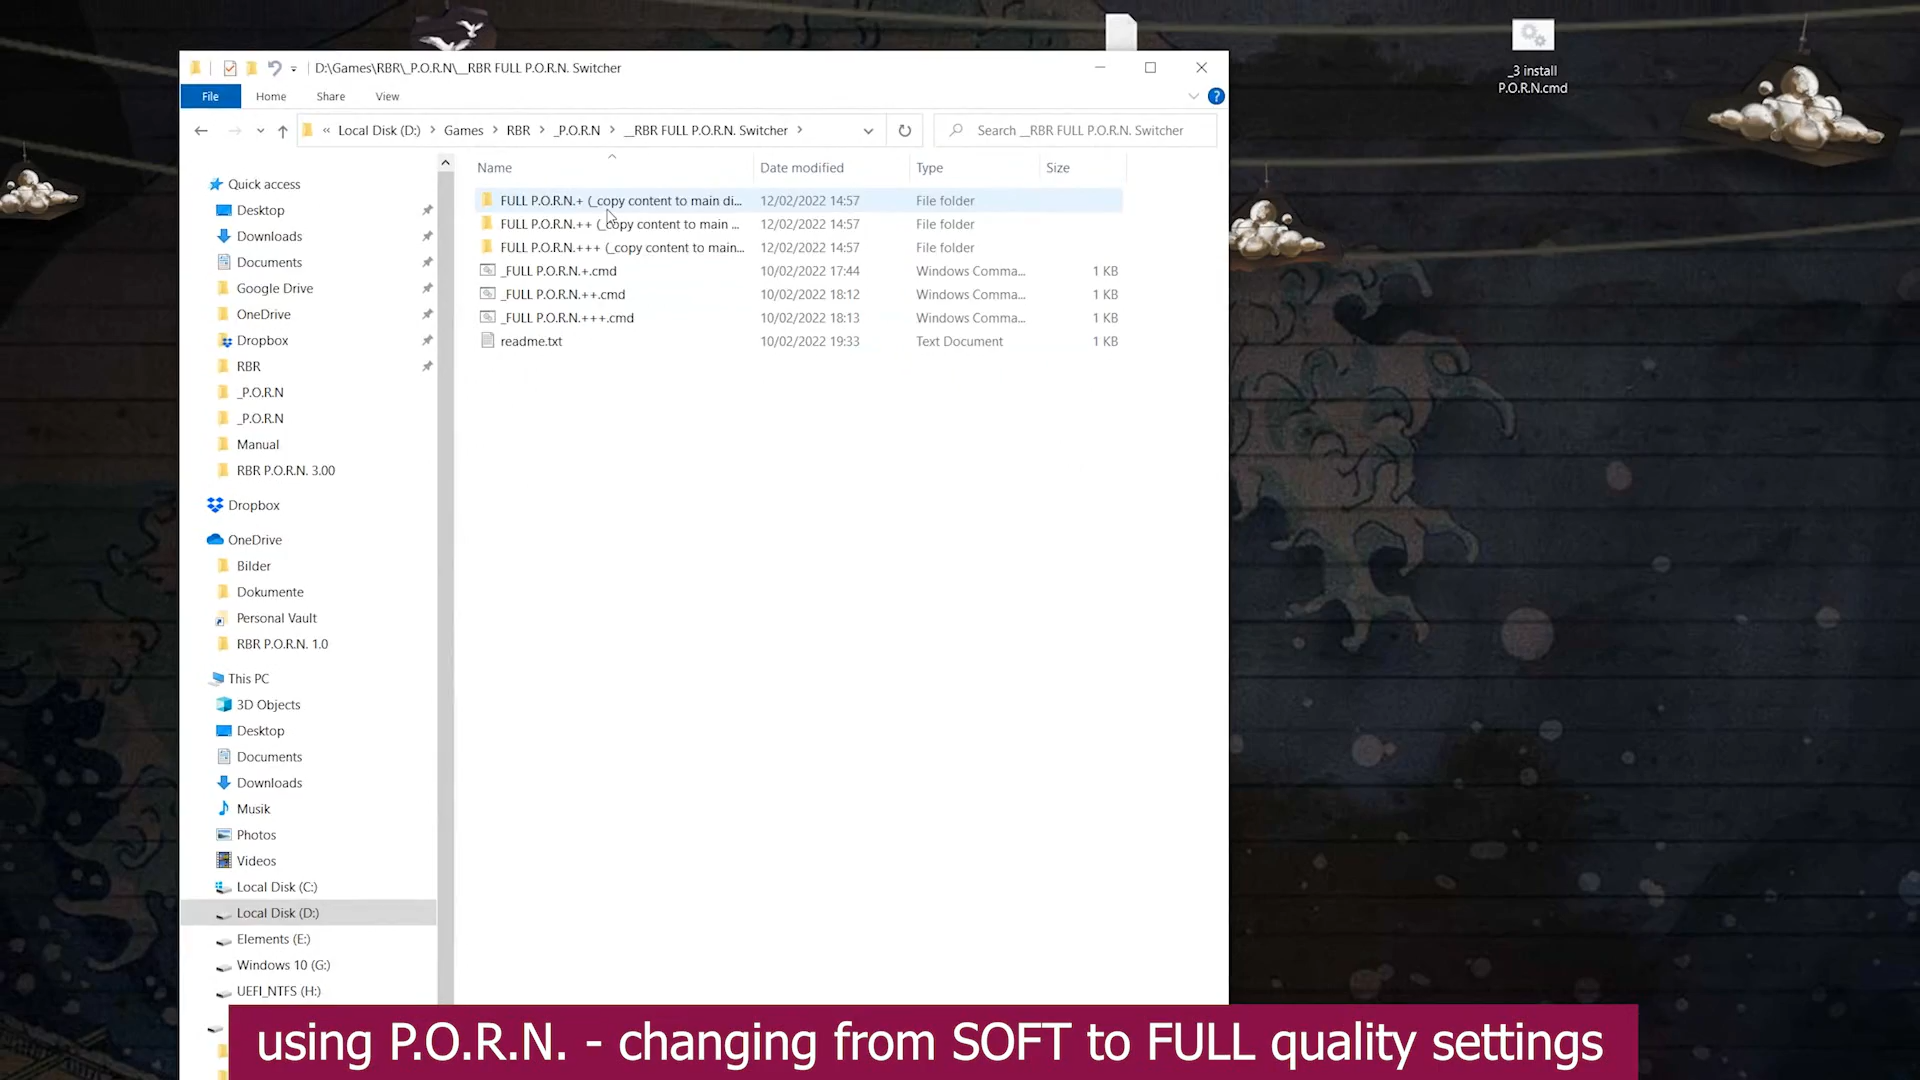 _3 install
P.O.R.N.cmd
D:\Games\RBR\_P.O.R.N\__RBR FULL P.O.R.N. Switcher
File Home Share View
« Local Disk (D:) Games RBR _P.O.R.N __RBR FULL P.O.R.N. Switcher
Search __RBR FULL P.O.R.N. Switcher
Name Date modified Type Size
FULL P.O.R.N.+ (_copy content to main di... 12/02/2022 14:57 File folder
FULL P.O.R.N.++ (_copy content to main ... 12/02/2022 14:57 File folder
FULL P.O.R.N.+++ (_copy content to main... 12/02/2022 14:57 File folder
_FULL P.O.R.N.+.cmd 10/02/2022 17:44 Windows Comma... 1 KB
_FULL P.O.R.N.++.cmd 10/02/2022 18:12 Windows Comma... 1 KB
_FULL P.O.R.N.+++.cmd 10/02/2022 18:13 Windows Comma... 1 KB
readme.txt 10/02/2022 19:33 Text Document 1 KB
Quick access
Desktop
Downloads
Documents
Google Drive
OneDrive
Dropbox
RBR
_P.O.R.N
_P.O.R.N
Manual
RBR P.O.R.N. 3.00
Dropbox
OneDrive
Bilder
Dokumente
Personal Vault
RBR P.O.R.N. 1.0
This PC
3D Objects
Desktop
Documents
Downloads
Musik
Photos
Videos
Local Disk (C:)
Local Disk (D:)
Elements (E:)
Windows 10 (G:)
UEFI_NTFS (H:)
using P.O.R.N. - changing from SOFT to FULL quality settings